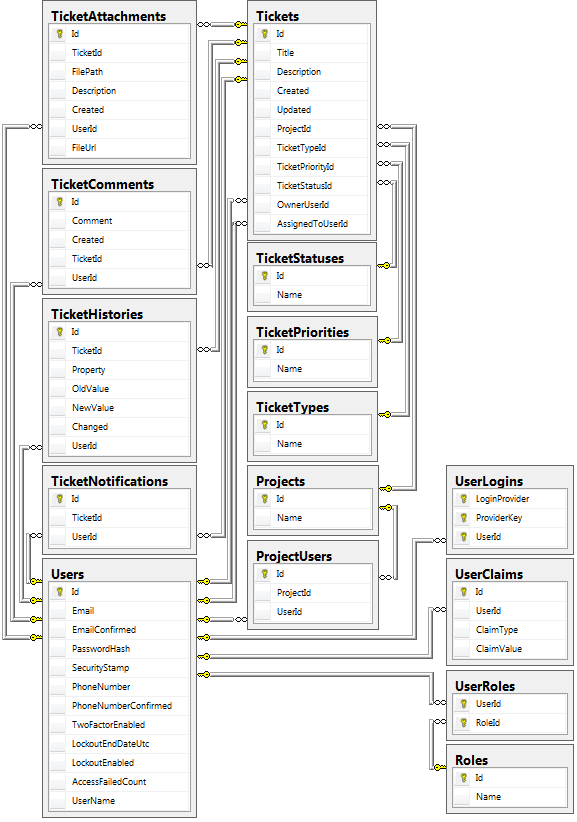 TicketAttachments
Id
TicketId
FilePath
Description
Created
UserId
FileUrl
TicketComments
Id
Comment
Created
TicketId
UserId
TicketHistories
Id
TicketId
Property
OldValue
NewValue
Changed
UserId
TicketNotifications
Id
TicketId
UserId
Users
Id
Email
EmailConfirmed
PasswordHash
SecurityStamp
PhoneNumber
PhoneNumberConfirmed
TwoFactorEnabled
LockoutEndDateUtc
LockoutEnabled
AccessFailedCount
UserName
Tickets
Id
Title
Description
Created
Updated
ProjectId
TicketTypeId
TicketPriorityId
TicketStatusId
OwnerUserId
AssignedToUserId
TicketStatuses
Id
Name
TicketPriorities
Id
Name
TicketTypes
Id
Name
Projects
Id
Name
ProjectUsers
Id
ProjectId
UserId
UserLogins
LoginProvider
ProviderKey
UserId
UserClaims
Id
UserId
ClaimType
ClaimValue
UserRoles
UserId
RoleId
Roles
Id
Name